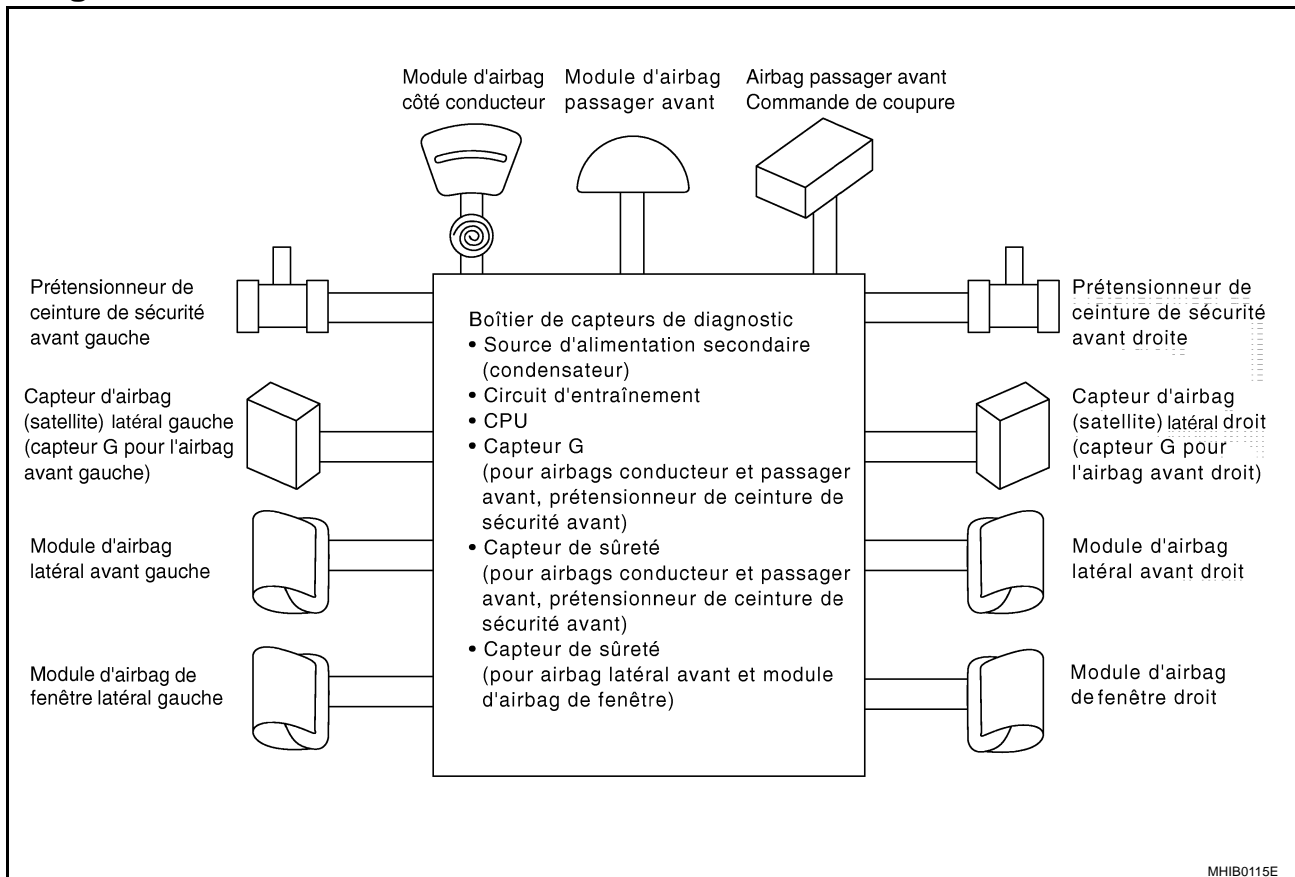 Module d'airbag
côté conducteur
Module d'airbag
passager avant
Airbag passager avant
Commande de coupure
Prétensionneur de
ceinture de sécurité
avant gauche
Capteur d'airbag
(satellite) latéral gauche
(capteur G pour l'airbag
avant gauche)
Module d'airbag
latéral avant gauche
Module d'airbag de
fenêtre latéral gauche
Boîtier de capteurs de diagnostic
• Source d'alimentation secondaire
(condensateur)
• Circuit d'entraînement
• CPU
• Capteur G
(pour airbags conducteur et passager
avant, prétensionneur de ceinture de
sécurité avant)
• Capteur de sûreté
(pour airbags conducteur et passager
avant, prétensionneur de ceinture de
sécurité avant)
• Capteur de sûreté
(pour airbag latéral avant et module
d'airbag de fenêtre)
Prétensionneur de
ceinture de sécurité
avant droite
Capteur d'airbag
(satellite) latéral droit
(capteur G pour
l'airbag avant droit)
Module d'airbag
latéral avant droit
Module d'airbag
de fenêtre droit
MHIB0115E